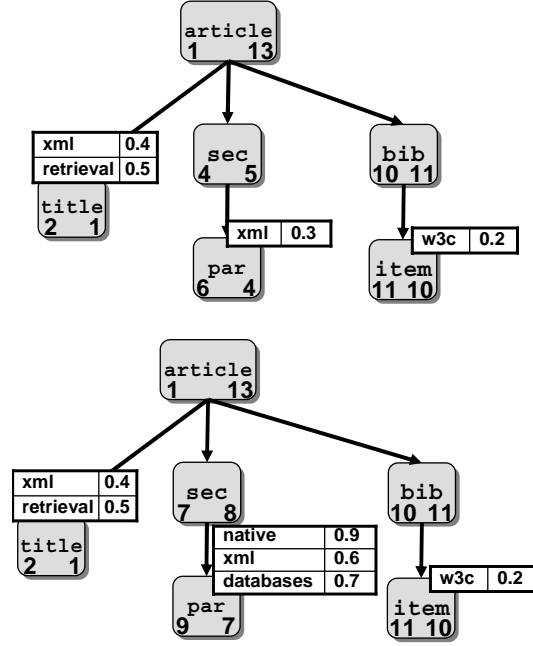 article
1 13
xml 0.4
retrieval 0.5
title
2 1
sec
4 5
bib
10 11
xml 0.3
par
6 4
w3c 0.2
item
11 10
article
1 13
xml 0.4
retrieval 0.5
title
2 1
sec
7 8
bib
10 11
native 0.9
xml 0.6
databases 0.7
par
9 7
w3c 0.2
item
11 10